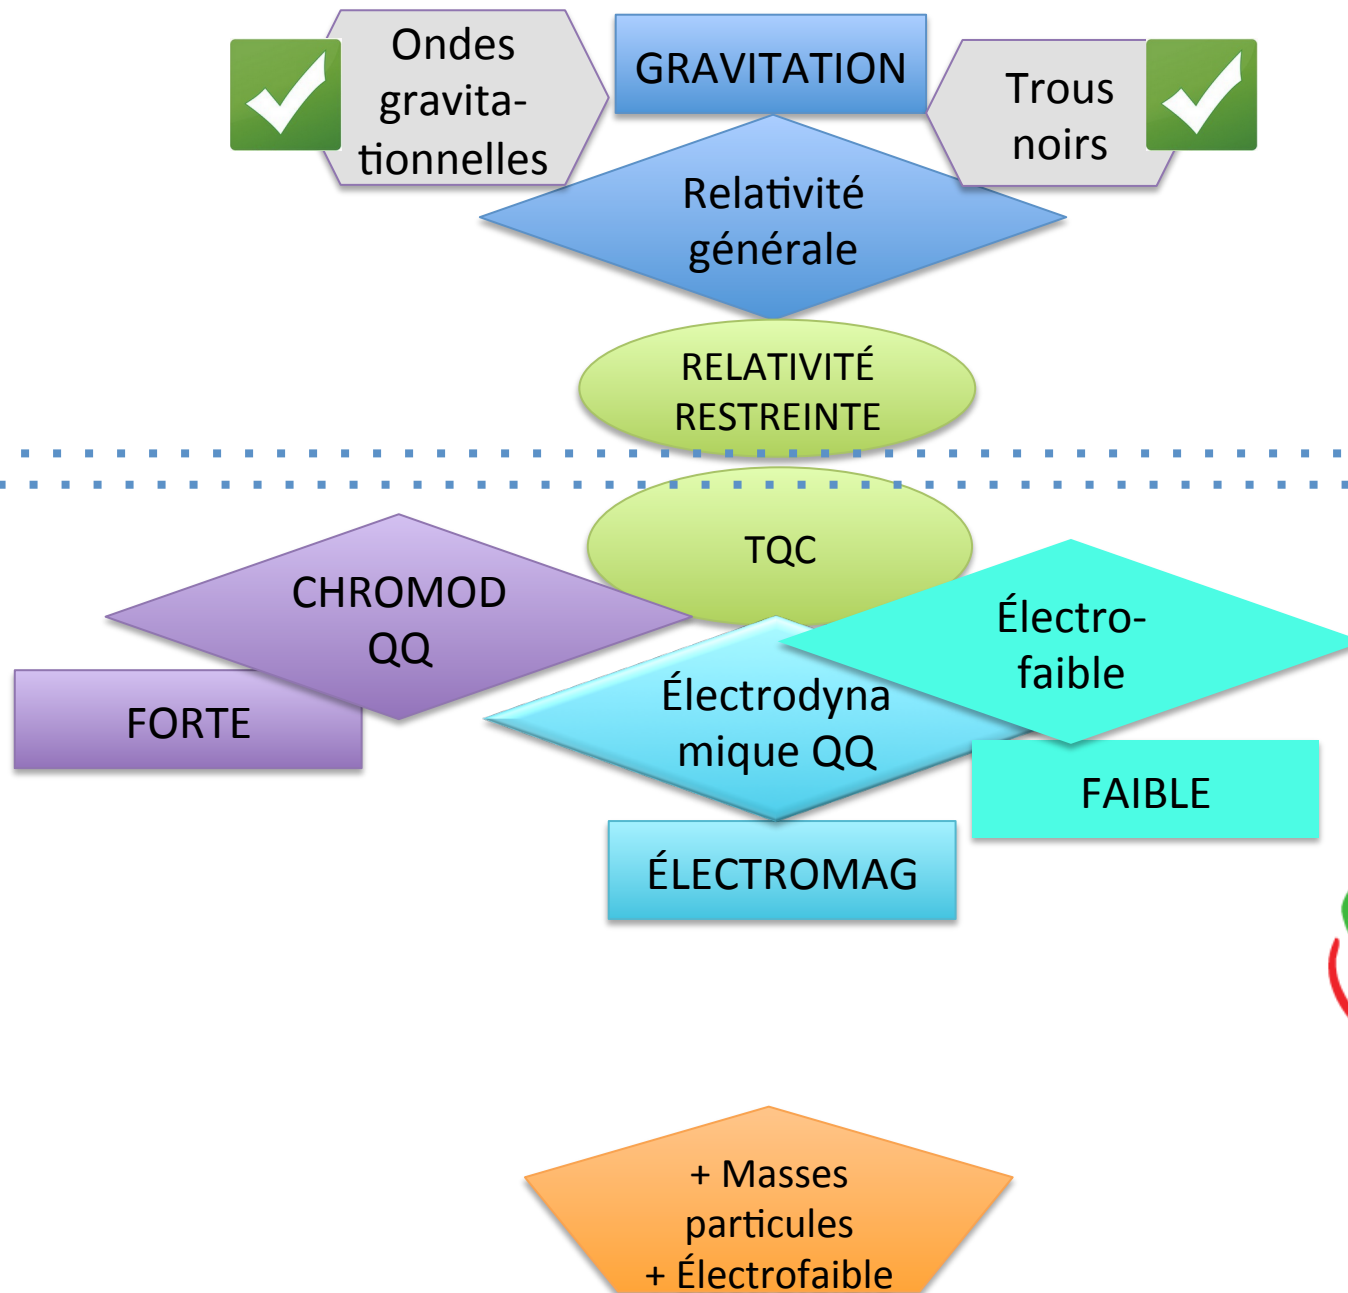 Ondes
gravita-
tionnelles
GRAVITATION
Trous
noirs
Relativité
générale
RELATIVITÉ
RESTREINTE
TQC
CHROMOD
QQ
Électro-
faible
FORTE
Électrodyna
mique QQ
FAIBLE
ÉLECTROMAG
+ Masses
particules
+ Électrofaible